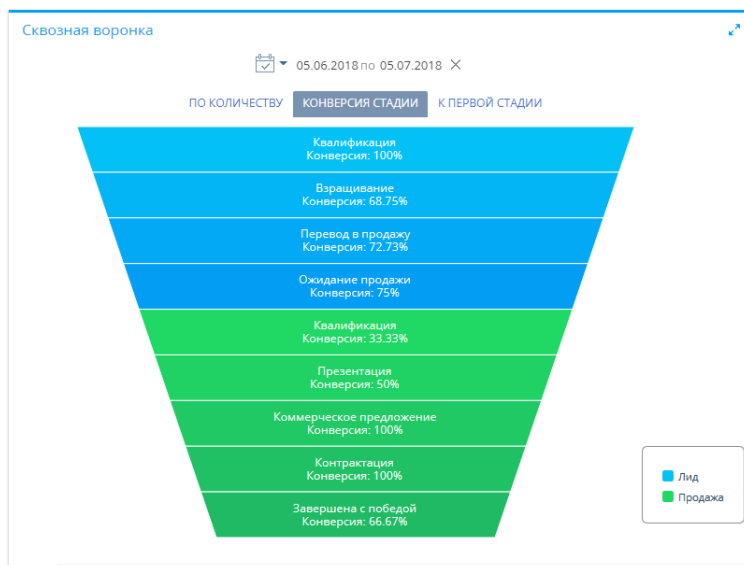 Сквозная воронка
05.06.2018 по 05.07.2018
ПО КОЛИЧЕСТВУ КОНВЕРСИЯ СТАДИИ К ПЕРВОЙ СТАДИИ
Квалификация
Конверсия: 100%
Взращивание
Конверсия: 68.75%
Перевод в продажу
Конверсия: 72.73%
Ожидание продажи
Конверсия: 75%
Квалификация
Конверсия: 33.33%
Презентация
Конверсия: 50%
Коммерческое предложение
Конверсия: 100%
Контрактация
Конверсия: 100%
Завершена с победой
Конверсия: 66.67%
Лид
Продажа